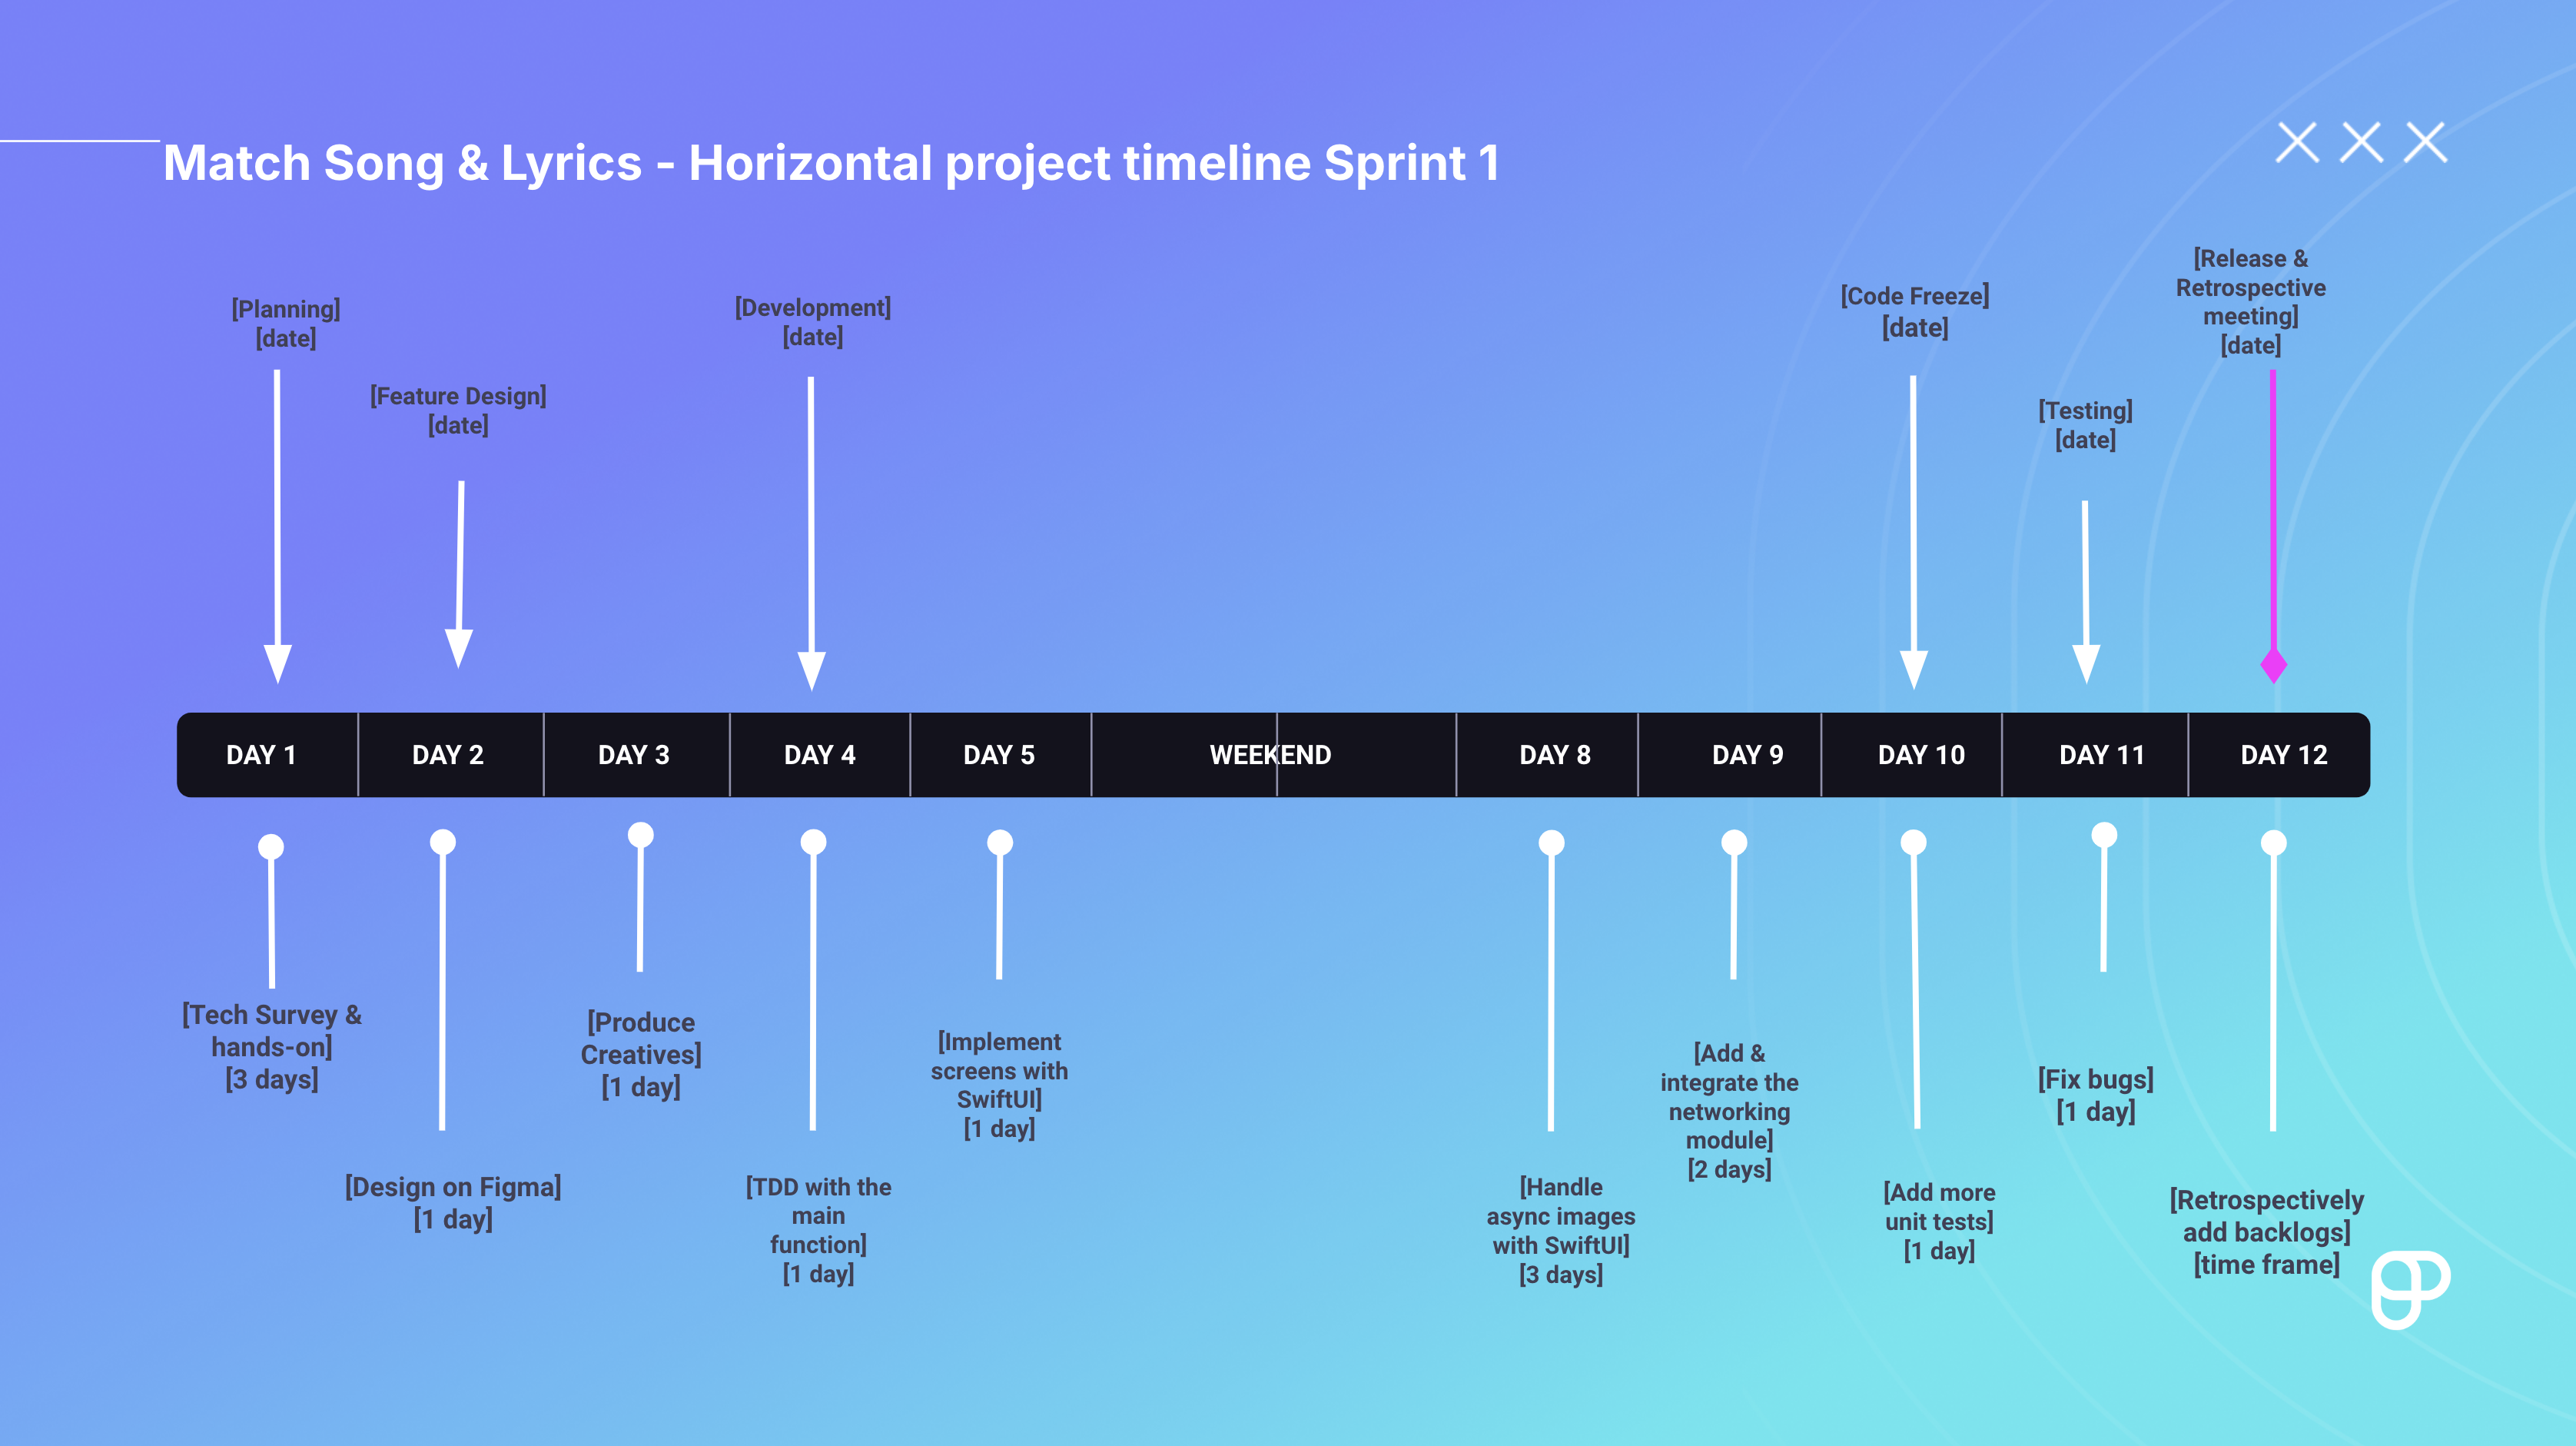 Match Song & Lyrics - Horizontal project timeline Sprint 1
[Planning]
[date]
[Feature Design]
[date]
[Development]
[date]
[Code Freeze]
[date]
[Testing]
[date]
[Release &
Retrospective
meeting]
[date]
DAY 1
DAY 2
DAY 3
DAY 4
DAY 5
WEEKEND
DAY 8
DAY 9
DAY 10
DAY 11
DAY 12
[Tech Survey &
hands-on]
[3 days]
[Design on Figma]
[1 day]
[Produce
Creatives]
[1 day]
[TDD with the
main
function]
[1 day]
[Implement
screens with
SwiftUI]
[1 day]
[Handle
async images
with SwiftUI]
[3 days]
[Add &
integrate the
networking
module]
[2 days]
[Add more
unit tests]
[1 day]
[Fix bugs]
[1 day]
[Retrospectively
add backlogs]
[time frame]